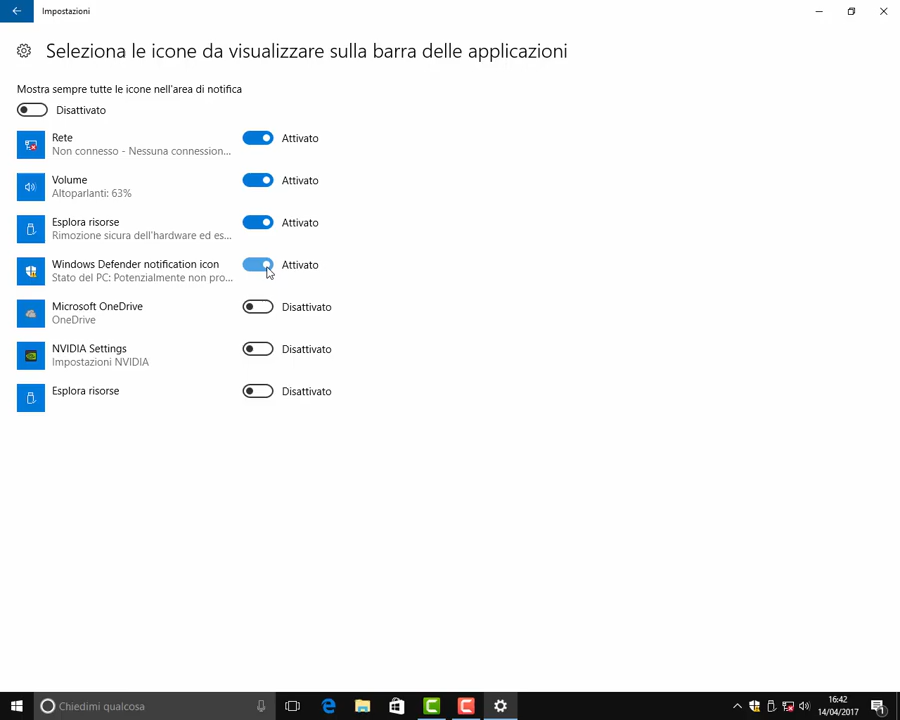 Impostazioni
Seleziona le icone da visualizzare sulla barra delle applicazioni
Mostra sempre tutte le icone nell'area di notifica
Disattivato
Rete
Non connesso - Nessuna connession...
Attivato
Volume
Altoparlanti: 63%
Attivato
Esplora risorse
Rimozione sicura dell'hardware ed es...
Attivato
Windows Defender notification icon
Stato del PC: Potenzialmente non pro...
Attivato
Microsoft OneDrive
OneDrive
Disattivato
NVIDIA Settings
Impostazioni NVIDIA
Disattivato
Esplora risorse
Disattivato
Chiedimi qualcosa
16:42
14/04/2017
1